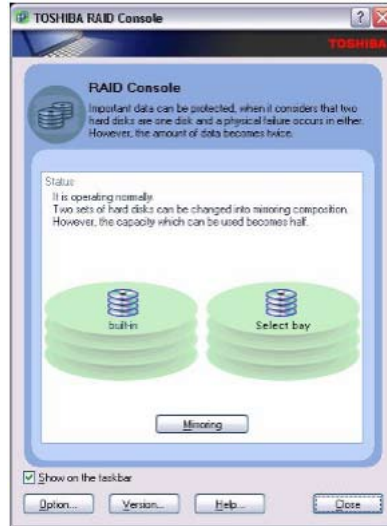 TOSHIBA RAID Console
TOSHIBA
RAID Console
Important data can be protected, when it considers that two
hard disks are one disk and a physical failure occurs in either.
However, the amount of data becomes twice.
Status
It is operating normally.
Two sets of hard disks can be changed into mirroring composition.
However, the capacity which can be used becomes half.
built-in
Select bay
Mirroring
Show on the taskbar
Option...
Version...
Help...
Close